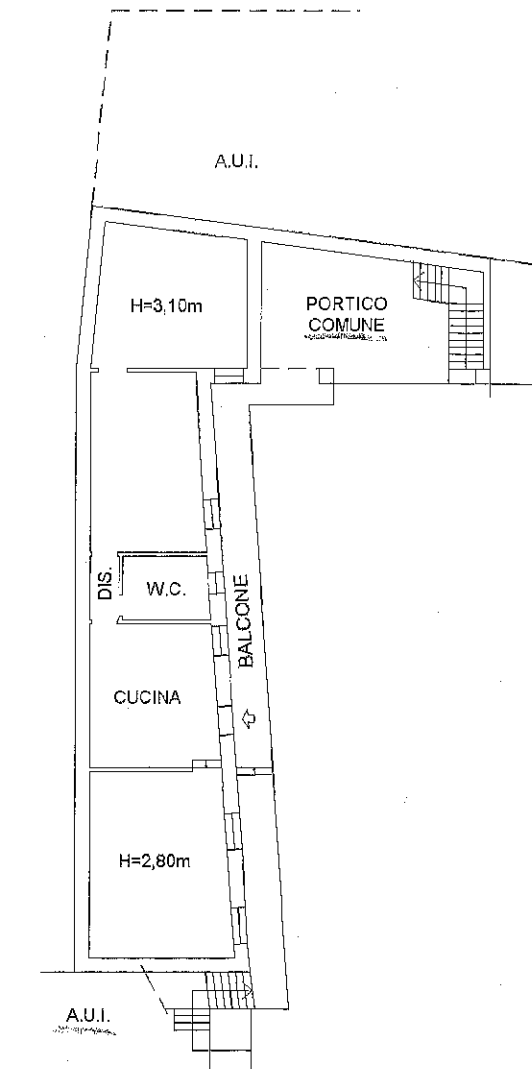 A.U.I.
H=3,10m
PORTICO
COMUNE
DIS.
W.C.
BALCONE
CUCINA
H=2,80m
A.U.I.